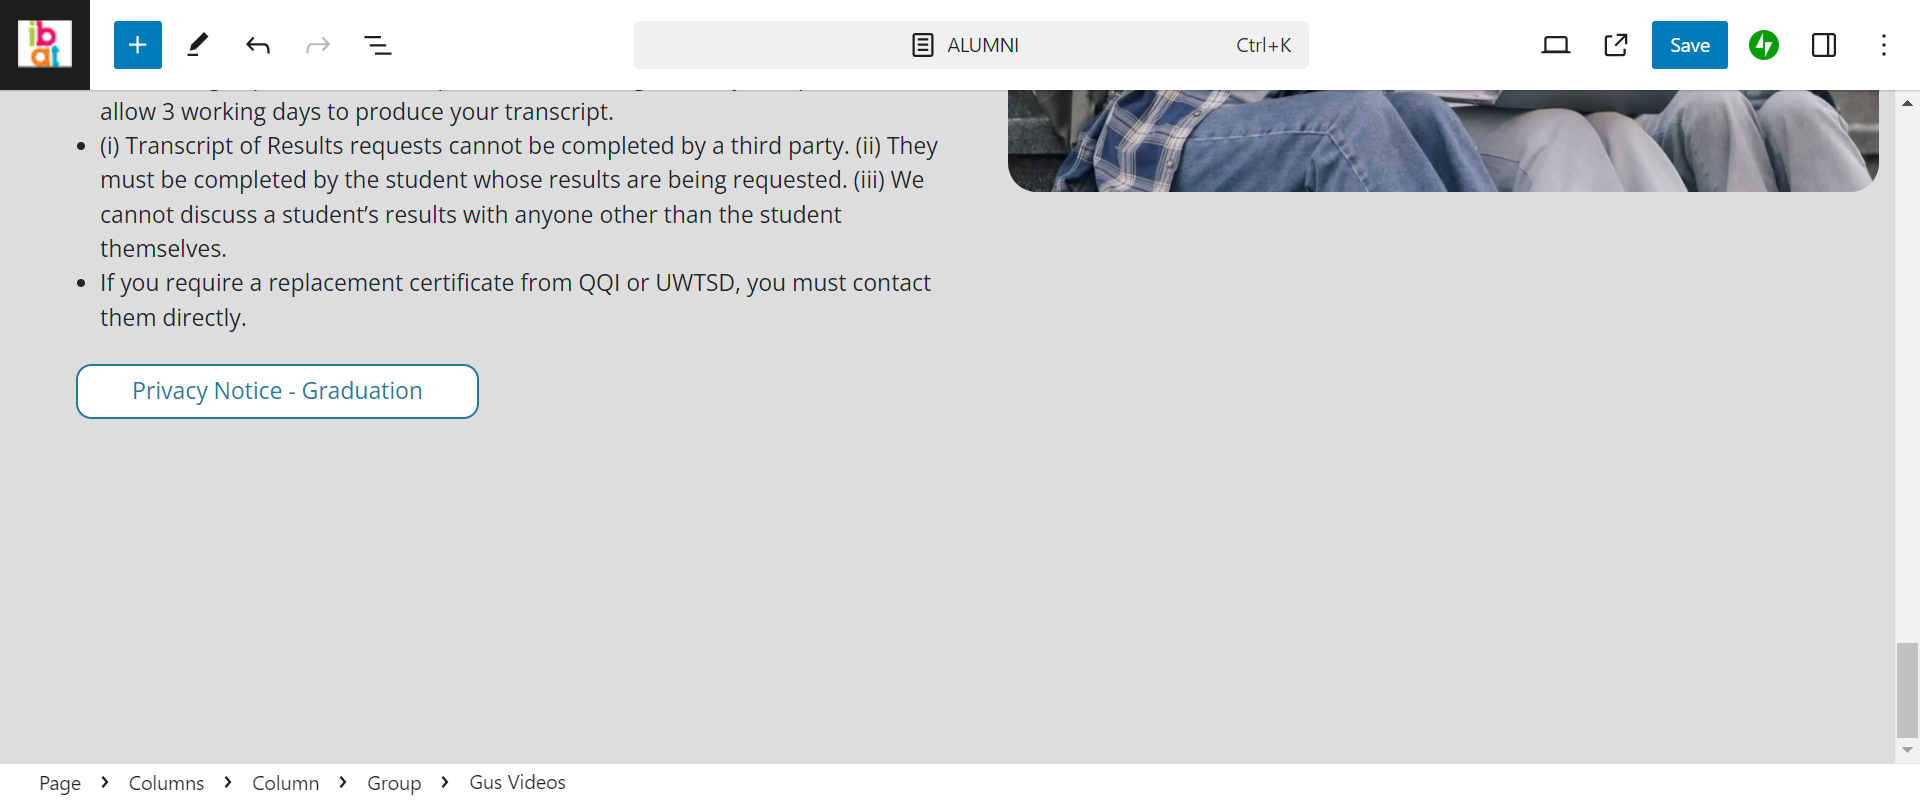 ib
at
ALUMNI
Ctrl+K
Save
allow 3 working days to produce your transcript.
(i) Transcript of Results requests cannot be completed by a third party. (ii) They
must be completed by the student whose results are being requested. (iii) We
cannot discuss a student’s results with anyone other than the student
themselves.
If you require a replacement certificate from QQI or UWTSD, you must contact
them directly.
Privacy Notice - Graduation
Page
Columns
Column
Group
Gus Videos